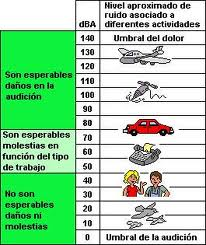 dBA
Nivel aproximado de
ruido asociado a
diferentes actividades
Son esperables
daños en la
audición
140 Umbral del dolor
130
120
110
100
90
80
Son esperables
molestias en
función del tipo
de trabajo
70
60
50
No son
esperables
daños ni
molestias
40
30
20
10
0 Umbral de la audición